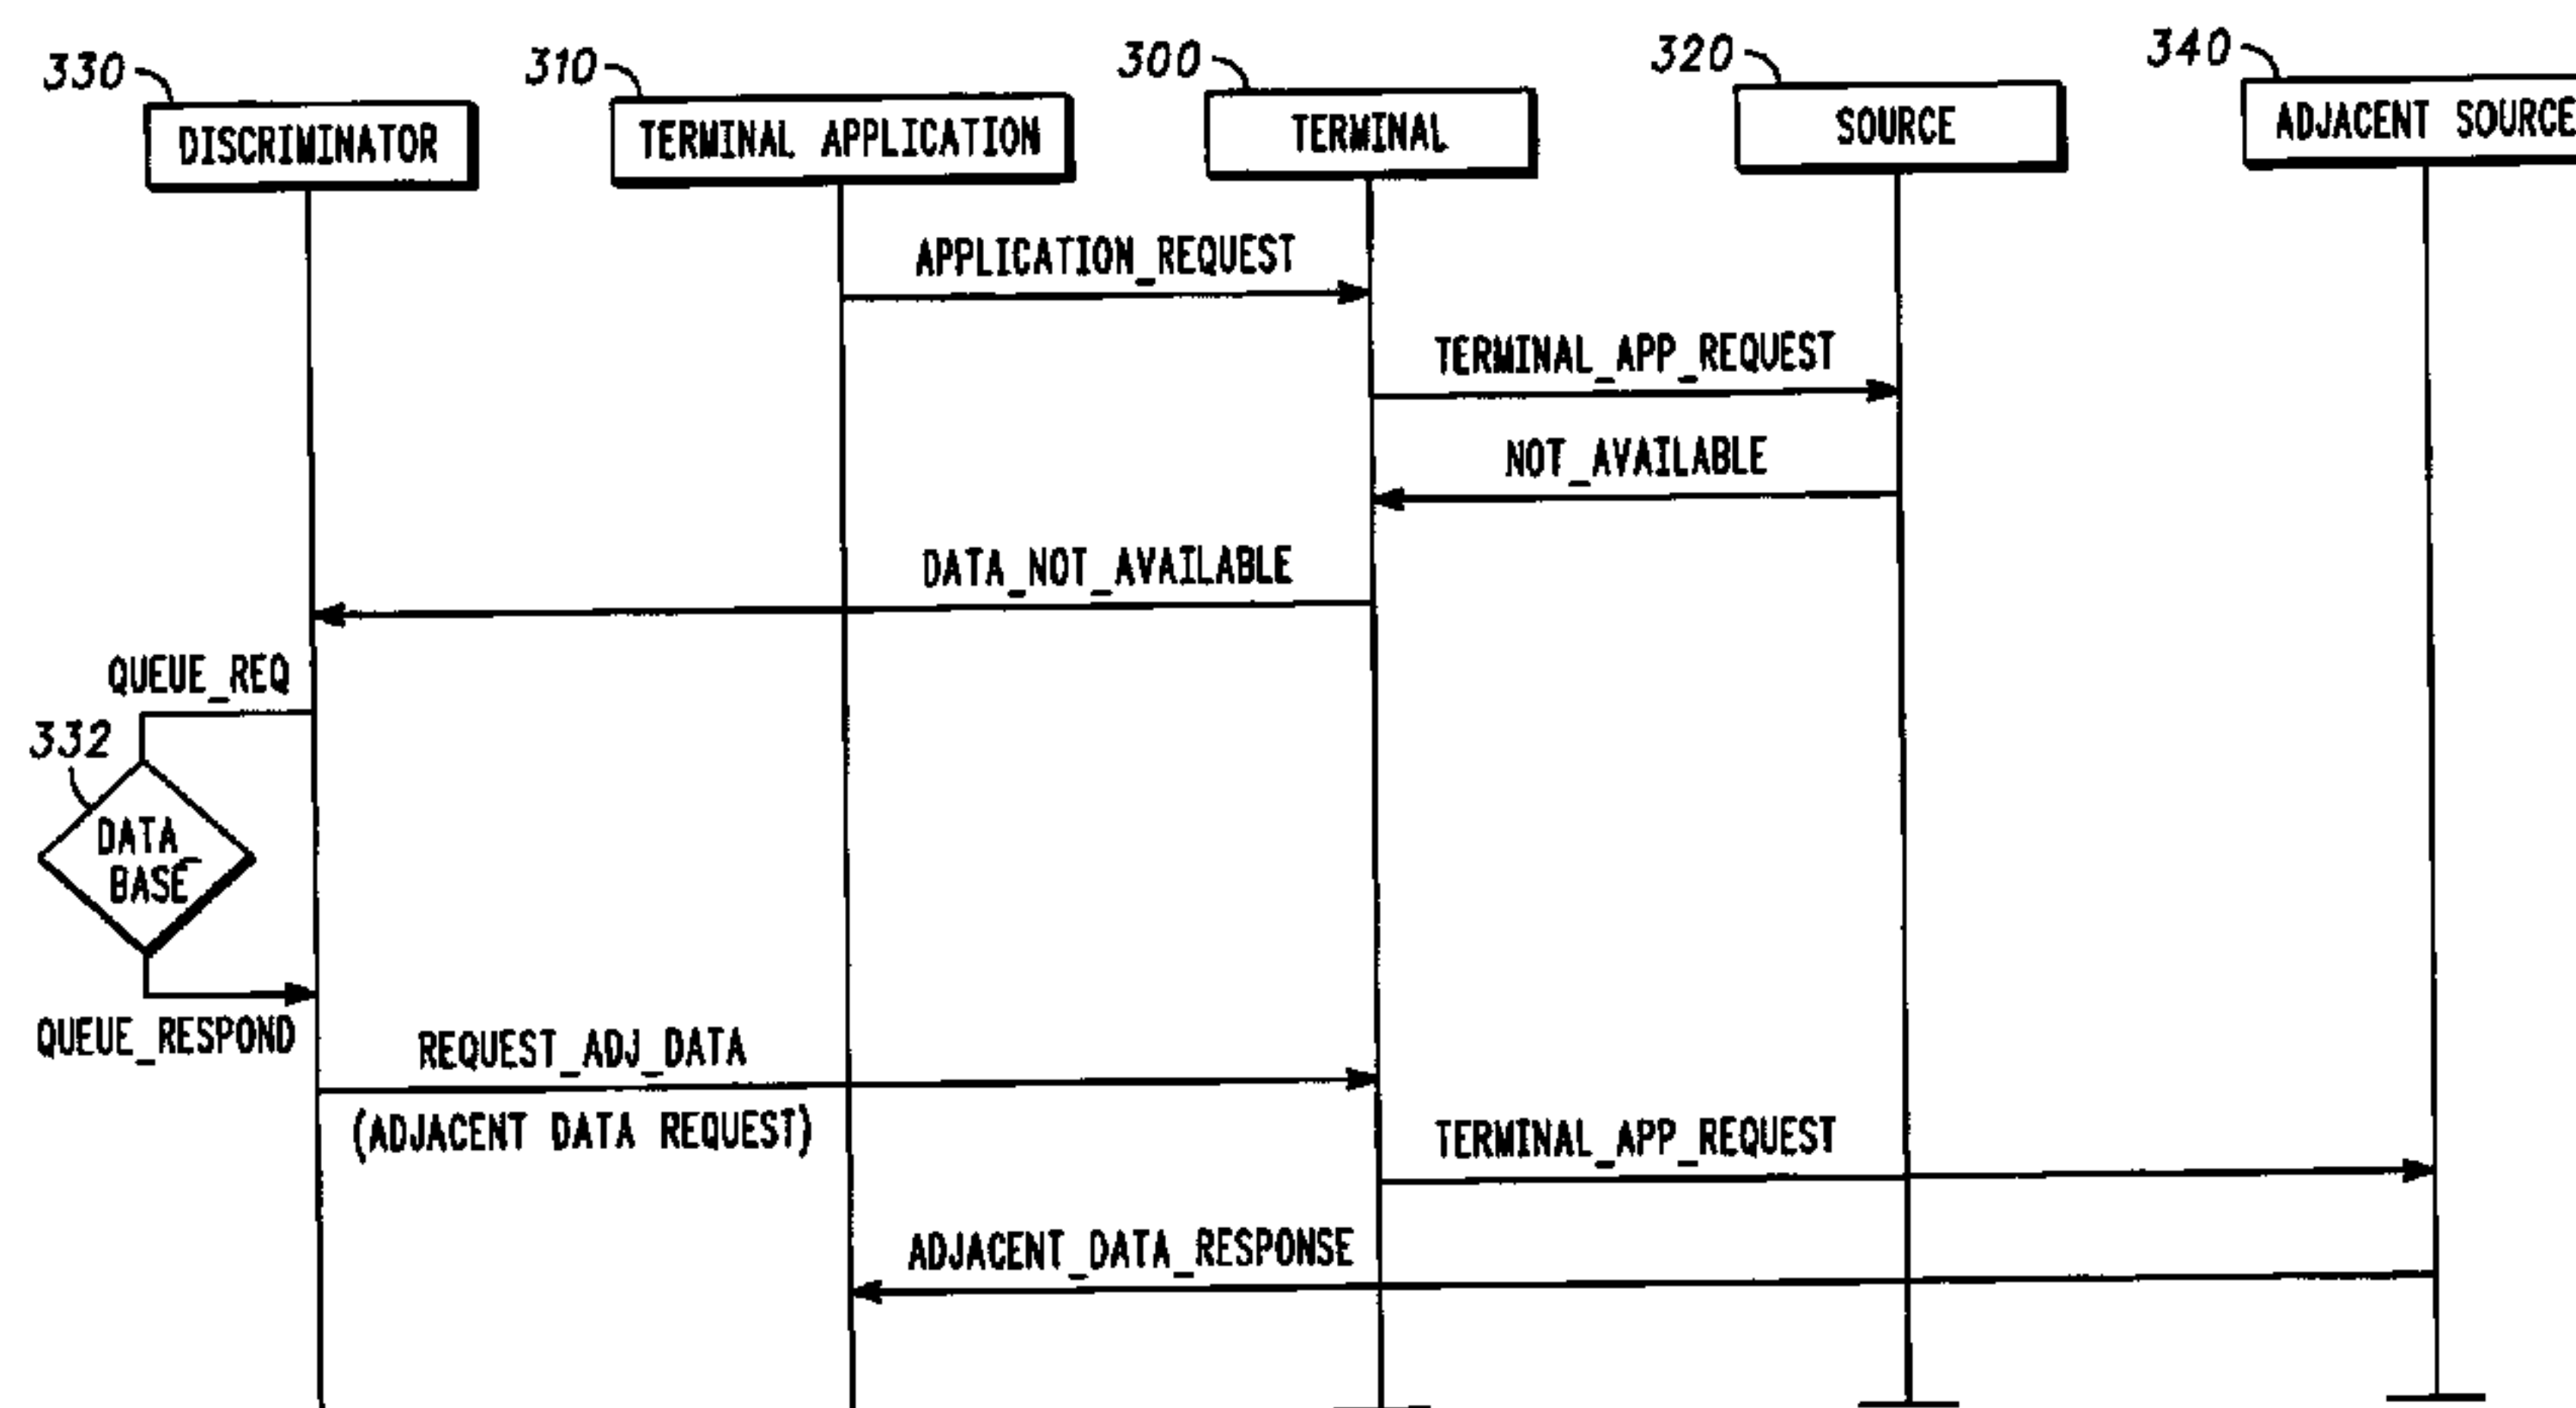 330 310 300 320 340
DISCRIMINATOR TERMINAL APPLICATION TERMINAL SOURCE ADJACENT SOURCE
APPLICATION_REQUEST
TERMINAL_APP_REQUEST
NOT_AVAILABLE
DATA_NOT_AVAILABLE
QUEUE_REQ
332
DATA
BASE
QUEUE_RESPOND
REQUEST_ADJ_DATA
(ADJACENT DATA REQUEST)
TERMINAL_APP_REQUEST
ADJACENT_DATA_RESPONSE